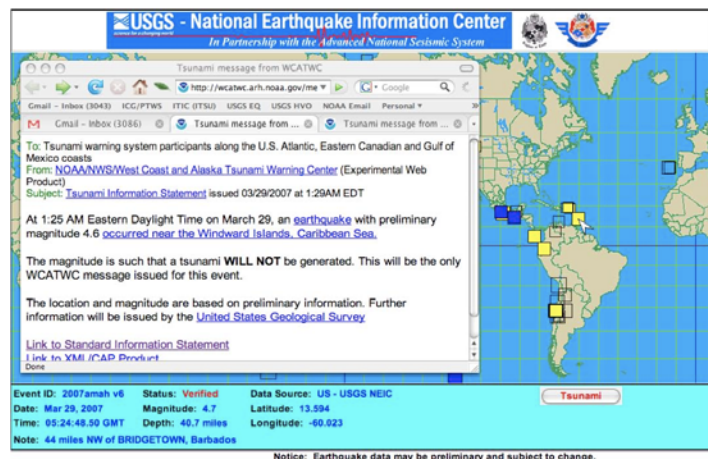 USGS - National Earthquake Information Center
science for a changing world
In Partnership with the Advanced National Seismic System
Tsunami message from WCATWC
http://wcatwc.arh.noaa.gov/me
Google
Gmail - Inbox (3043) ICG/PTWS ITIC (ITSU) USGS EQ USGS HVO NOAA Email Personal
Gmail - Inbox (3086) Tsunami message from ... Tsunami message from ...
To: Tsunami warning system participants along the U.S. Atlantic, Eastern Canadian and Gulf of
Mexico coasts
From: NOAA/NWS/West Coast and Alaska Tsunami Warning Center (Experimental Web
Product)
Subject: Tsunami Information Statement issued 03/29/2007 at 1:29AM EDT
At 1:25 AM Eastern Daylight Time on March 29, an earthquake with preliminary
magnitude 4.6 occurred near the Windward Islands, Caribbean Sea.
The magnitude is such that a tsunami WILL NOT be generated. This will be the only
WCATWC message issued for this event.
The location and magnitude are based on preliminary information. Further
information will be issued by the United States Geological Survey
Link to Standard Information Statement
Link to XML/CAP Product
Done
Event ID: 2007amah v6 Status: Verified Data Source: US - USGS NEIC Tsunami
Date: Mar 29, 2007 Magnitude: 4.7 Latitude: 13.594
Time: 05:24:48.50 GMT Depth: 40.7 miles Longitude: -60.023
Note: 44 miles NW of BRIDGETOWN, Barbados
Notice: Earthquake data may be preliminary and subject to change.